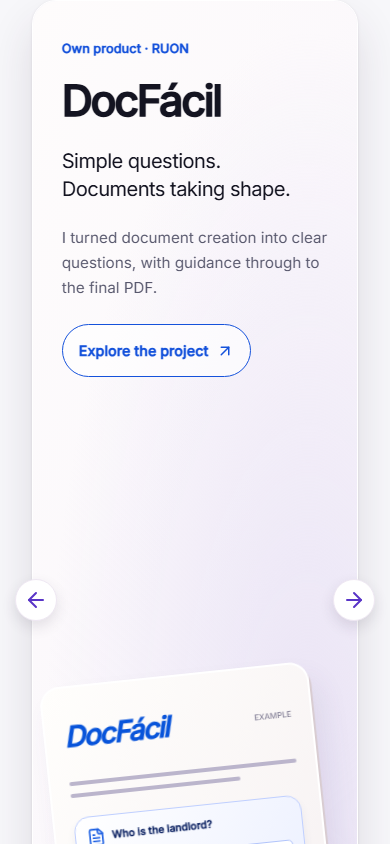 Own product · RUON
DocFácil
Simple questions.
Documents taking shape.
I turned document creation into clear
questions, with guidance through to
the final PDF.
Explore the project
DocFácil
EXAMPLE
Who is the landlord?